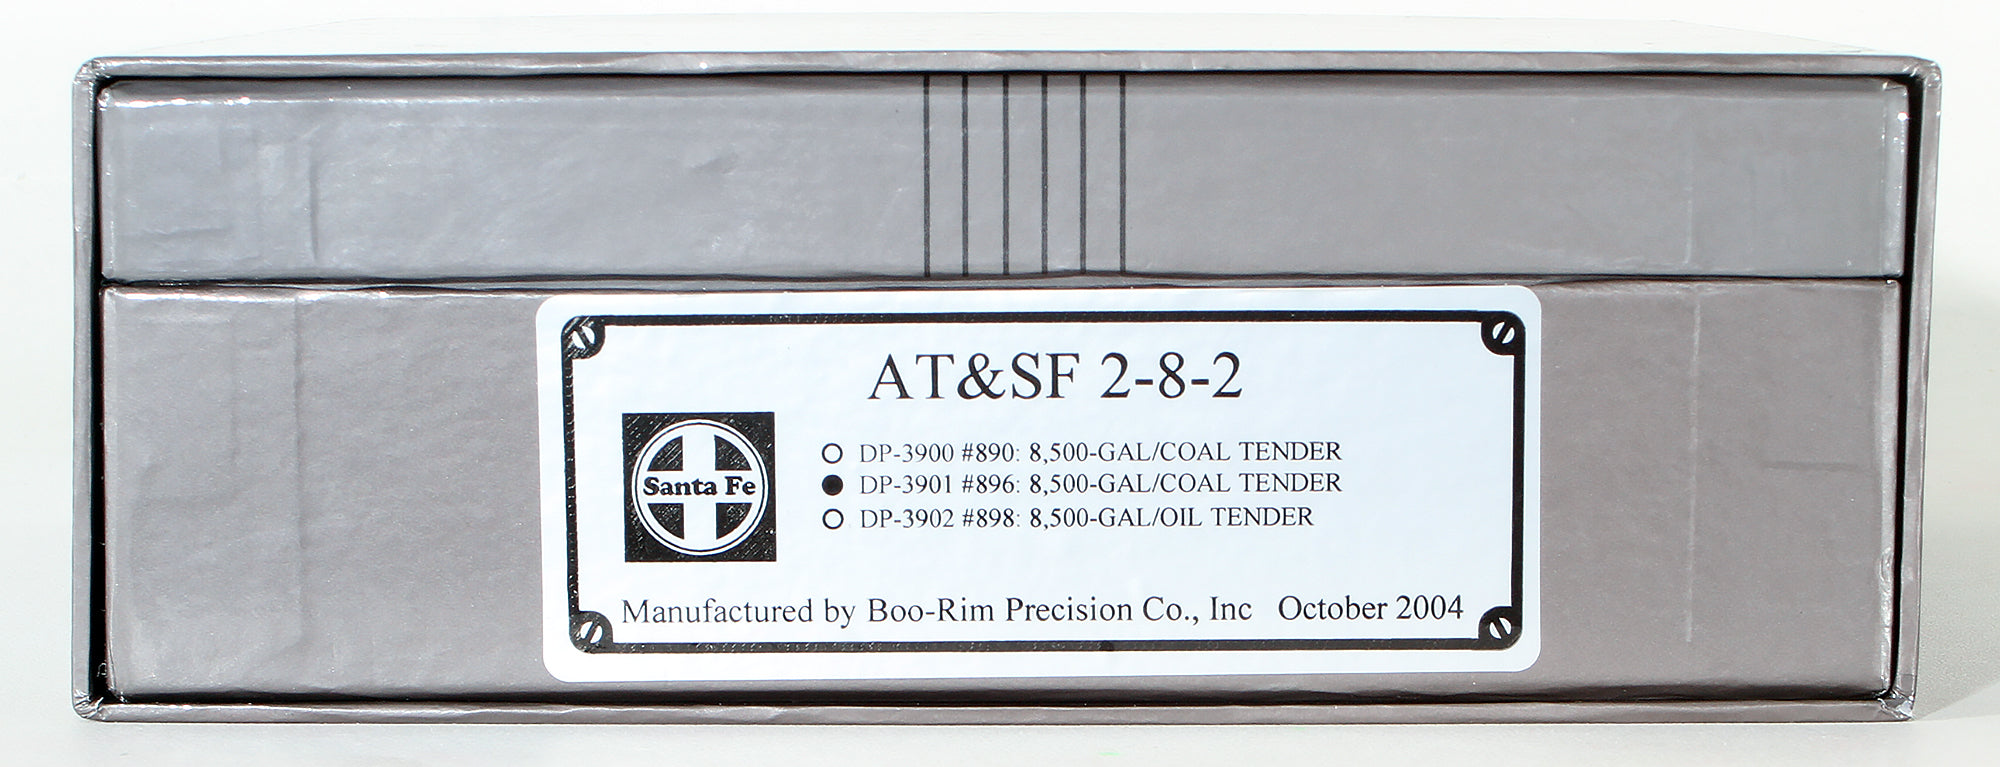 AT&SF 2-8-2
Santa Fe
DP-3900 #890: 8,500-GAL/COAL TENDER
DP-3901 #896: 8,500-GAL/COAL TENDER
DP-3902 #898: 8,500-GAL/OIL TENDER
Manufactured by Boo-Rim Precision Co., Inc October 2004